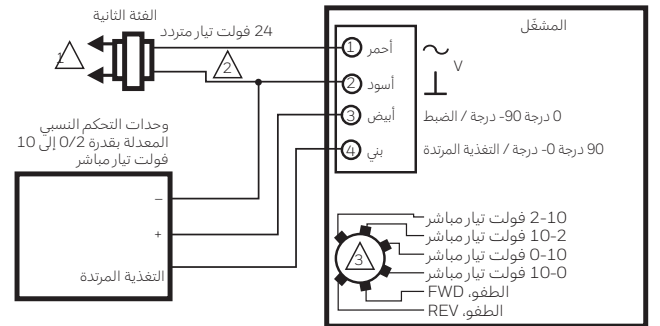 الفئة الثانية
24 فولت تيار متردد
1
2
المشغّل
1 أحمر
V
2 أسود
3 أبيض
0 درجة 90- درجة / الضبط
4 بني
90 درجة 0- درجة / التغذية المرتدة
وحدات التحكم النسبي
المعدلة بقدرة 0/2 إلى 10
فولت تيار مباشر
–
+
التغذية المرتدة
3
2-10 فولت تيار مباشر
10-2 فولت تيار مباشر
0-10 فولت تيار مباشر
10-0 فولت تيار مباشر
الطفو، FWD
الطفو، REV